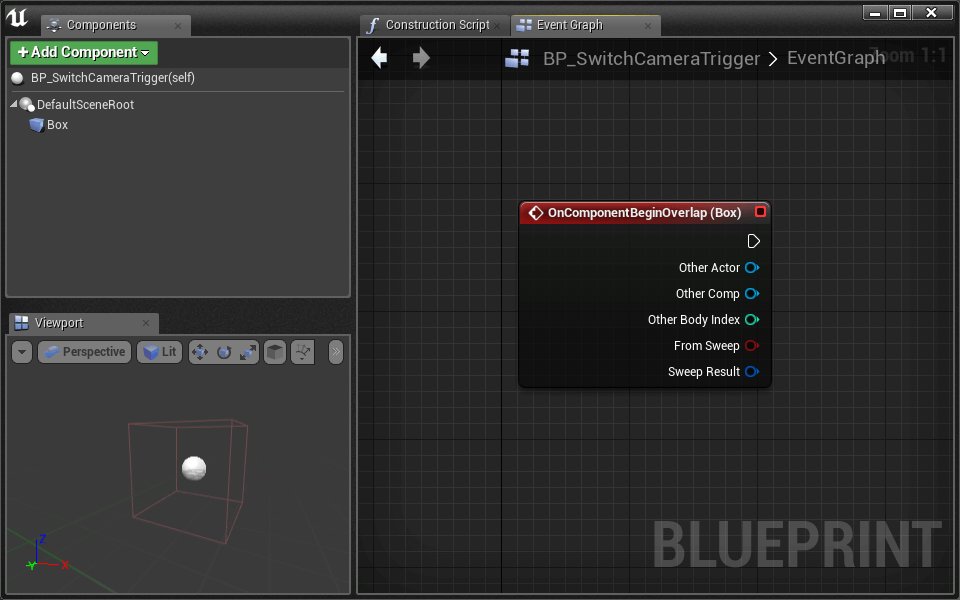 Components
Construction Script
Event Graph
+Add Component
BP_SwitchCameraTrigger(self)
DefaultSceneRoot
Box
BP_SwitchCameraTrigger > EventGraph
Zoom 1:1
OnComponentBeginOverlap (Box)
Other Actor
Other Comp
Other Body Index
From Sweep
Sweep Result
Viewport
Perspective
Lit
Z
Y
X
BLUEPRINT